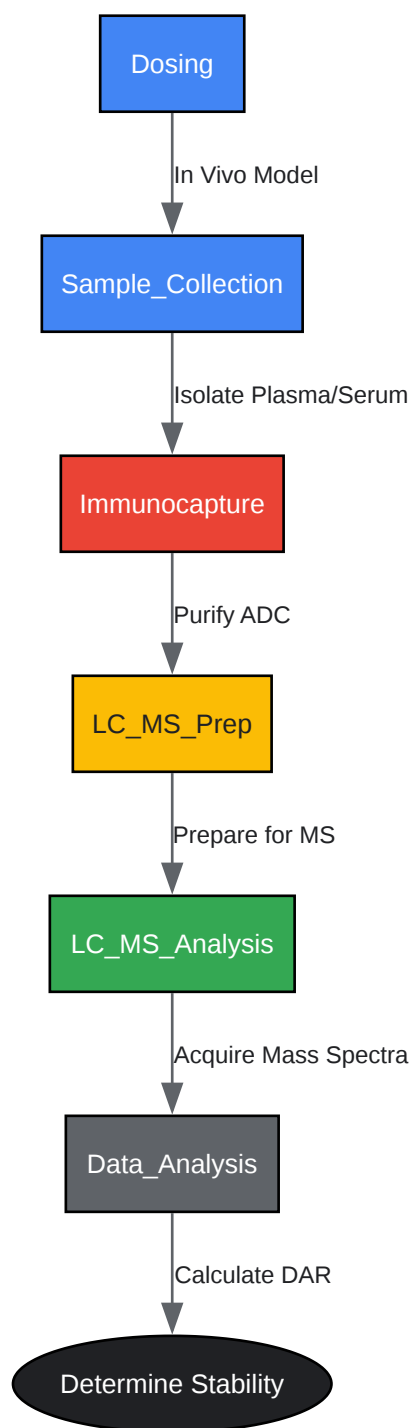 Dosing
In Vivo Model
Sample_Collection
Isolate Plasma/Serum
Immunocapture
Purify ADC
LC_MS_Prep
Prepare for MS
LC_MS_Analysis
Acquire Mass Spectra
Data_Analysis
Calculate DAR
Determine Stability